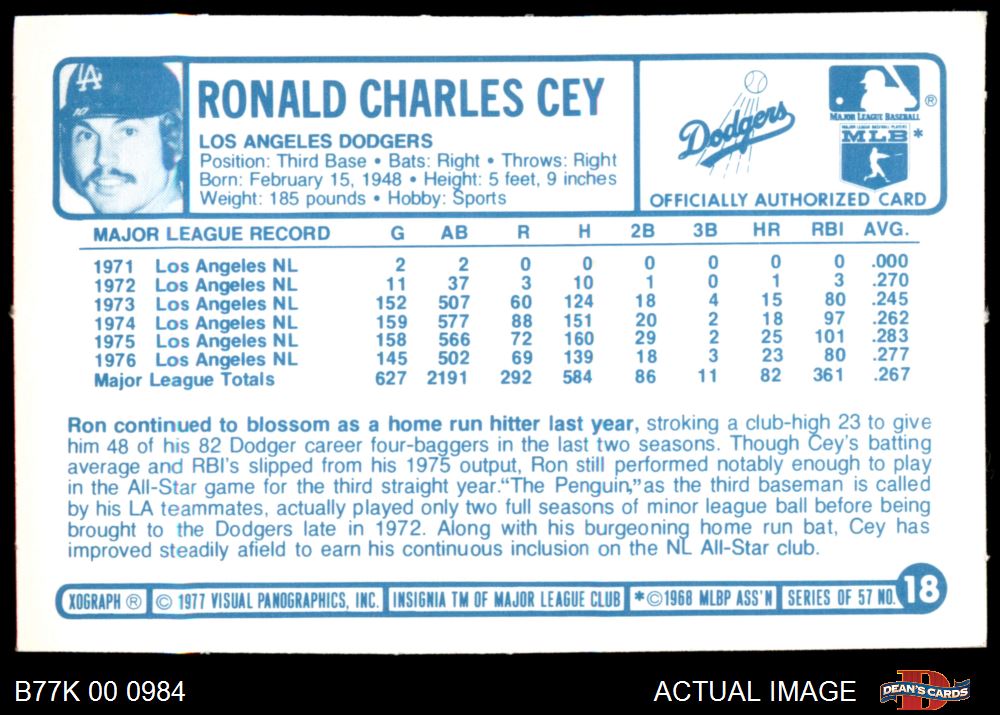 LA
RONALD CHARLES CEY
LOS ANGELES DODGERS
Position: Third Base • Bats: Right • Throws: Right
Born: February 15, 1948 • Height: 5 feet, 9 inches
Weight: 185 pounds • Hobby: Sports
Dodgers
MAJOR LEAGUE BASEBALL ®
MAJOR LEAGUE BASEBALL PLAYERS
MLB *
OFFICIALLY AUTHORIZED CARD
MAJOR LEAGUE RECORD G AB R H 2B 3B HR RBI AVG.
1971 Los Angeles NL 2 2 0 0 0 0 0 0 .000
1972 Los Angeles NL 11 37 3 10 1 0 1 3 .270
1973 Los Angeles NL 152 507 60 124 18 4 15 80 .245
1974 Los Angeles NL 159 577 88 151 20 2 18 97 .262
1975 Los Angeles NL 158 566 72 160 29 2 25 101 .283
1976 Los Angeles NL 145 502 69 139 18 3 23 80 .277
Major League Totals 627 2191 292 584 86 11 82 361 .267
Ron continued to blossom as a home run hitter last year, stroking a club-high 23 to give
him 48 of his 82 Dodger career four-baggers in the last two seasons. Though Cey's batting
average and RBI's slipped from his 1975 output, Ron still performed notably enough to play
in the All-Star game for the third straight year. "The Penguin," as the third baseman is called
by his LA teammates, actually played only two full seasons of minor league ball before being
brought to the Dodgers late in 1972. Along with his burgeoning home run bat, Cey has
improved steadily afield to earn his continuous inclusion on the NL All-Star club.
XOGRAPH ® © 1977 VISUAL PANOGRAPHICS, INC. INSIGNIA TM OF MAJOR LEAGUE CLUB *©1968 MLBP ASS'N SERIES OF 57 NO. 18
B77K 00 0984 ACTUAL IMAGE B DEAN'S CARDS